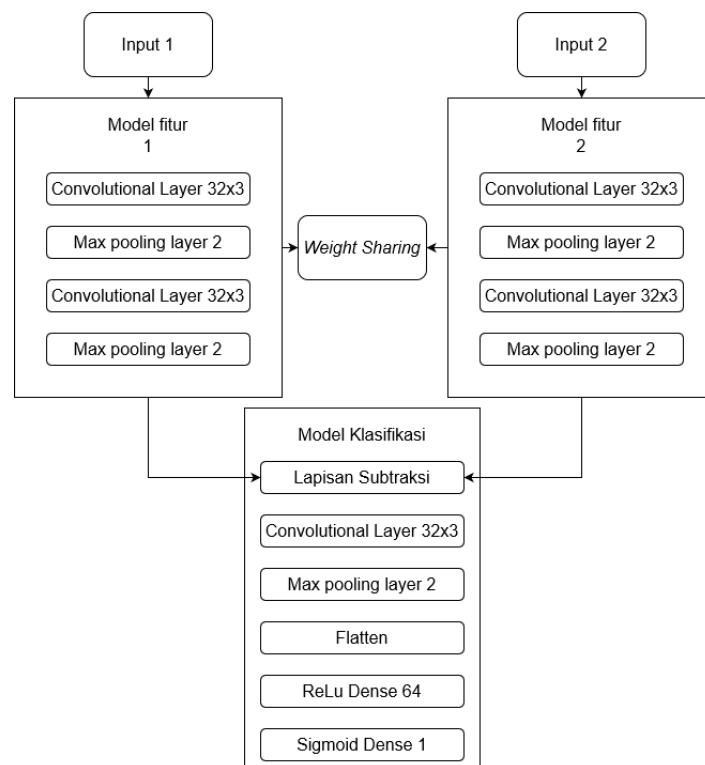 Input 1
Input 2
Model fitur
1
Convolutional Layer 32x3
Max pooling layer 2
Convolutional Layer 32x3
Max pooling layer 2
Weight Sharing
Model fitur
2
Convolutional Layer 32x3
Max pooling layer 2
Convolutional Layer 32x3
Max pooling layer 2
Model Klasifikasi
Lapisan Subtraksi
Convolutional Layer 32x3
Max pooling layer 2
Flatten
ReLu Dense 64
Sigmoid Dense 1